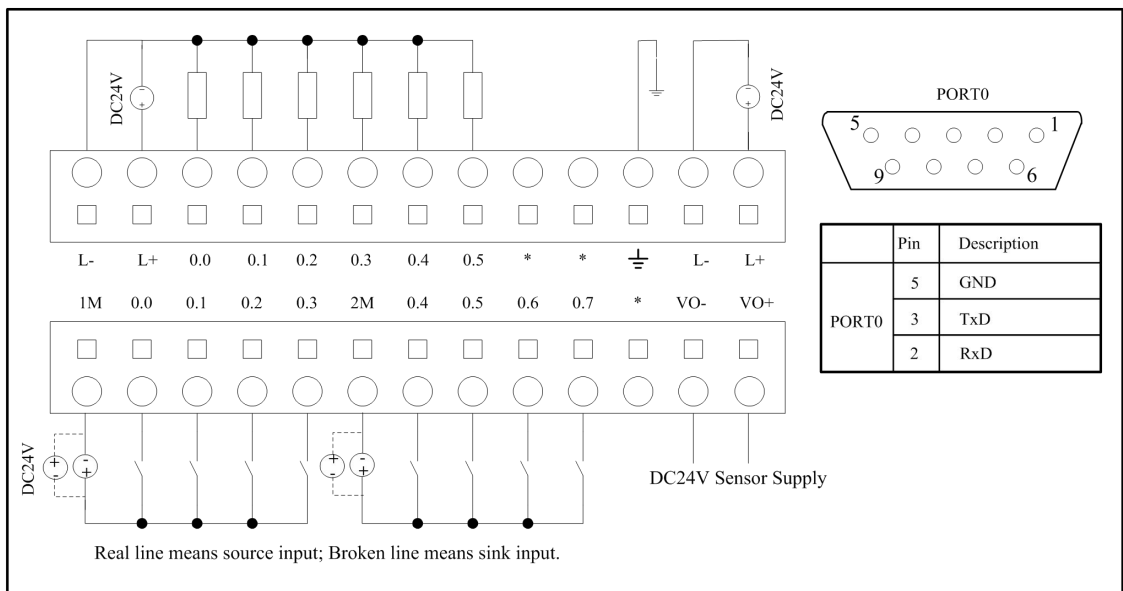 DC24V
-
+
DC24V
-
+
L- L+ 0.0 0.1 0.2 0.3 0.4 0.5 * * L- L+
1M 0.0 0.1 0.2 0.3 2M 0.4 0.5 0.6 0.7 * VO- VO+
DC24V
+ -
- +
+ -
- +
DC24V Sensor Supply
Real line means source input; Broken line means sink input.
PORT0
5 1
9 6
Pin Description
PORT0
5 GND
3 TxD
2 RxD